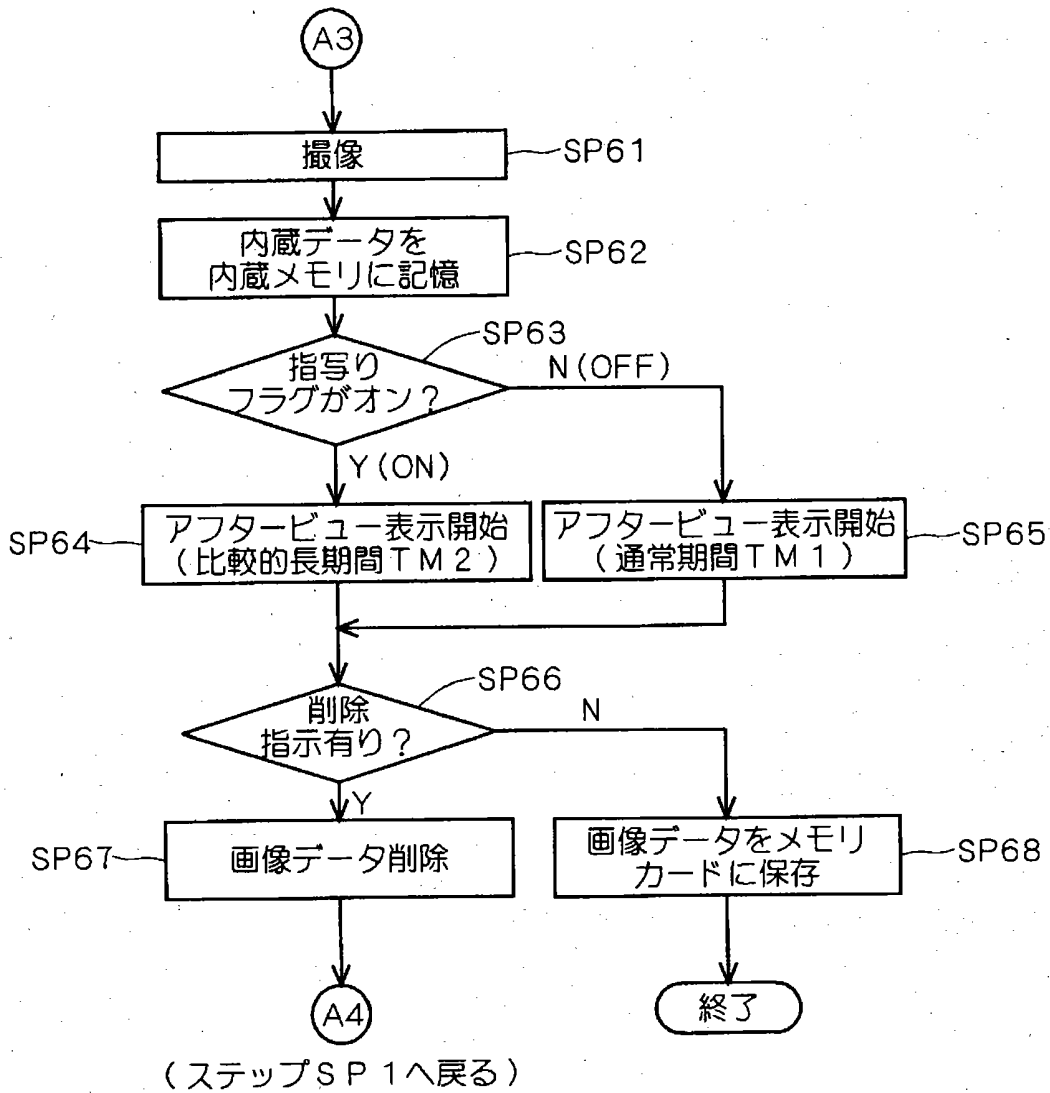 A3
撮像
SP61
内蔵データを
内蔵メモリに記憶
SP62
SP63
指写り
フラグがオン?
N(OFF)
Y(ON)
SP64
アフタービュー表示開始
(比較的長期間TM2)
アフタービュー表示開始
(通常期間TM1)
SP65
SP66
削除
指示有り?
N
Y
SP67
画像データ削除
画像データをメモリ
カードに保存
SP68
A4
終了
(ステップSP1へ戻る)